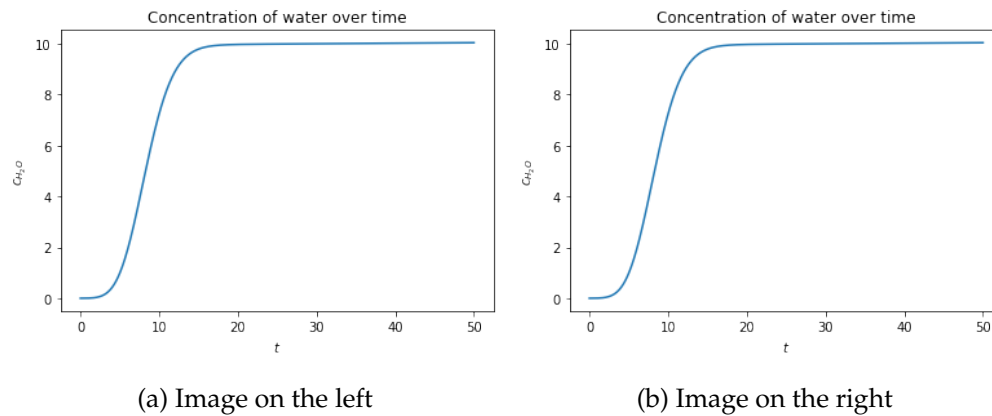 Concentration of water over time
10
8
6
4
2
0
c_{H_2O}
0 10 20 30 40 50
t
(a) Image on the left
Concentration of water over time
10
8
6
4
2
0
c_{H_2O}
0 10 20 30 40 50
t
(b) Image on the right